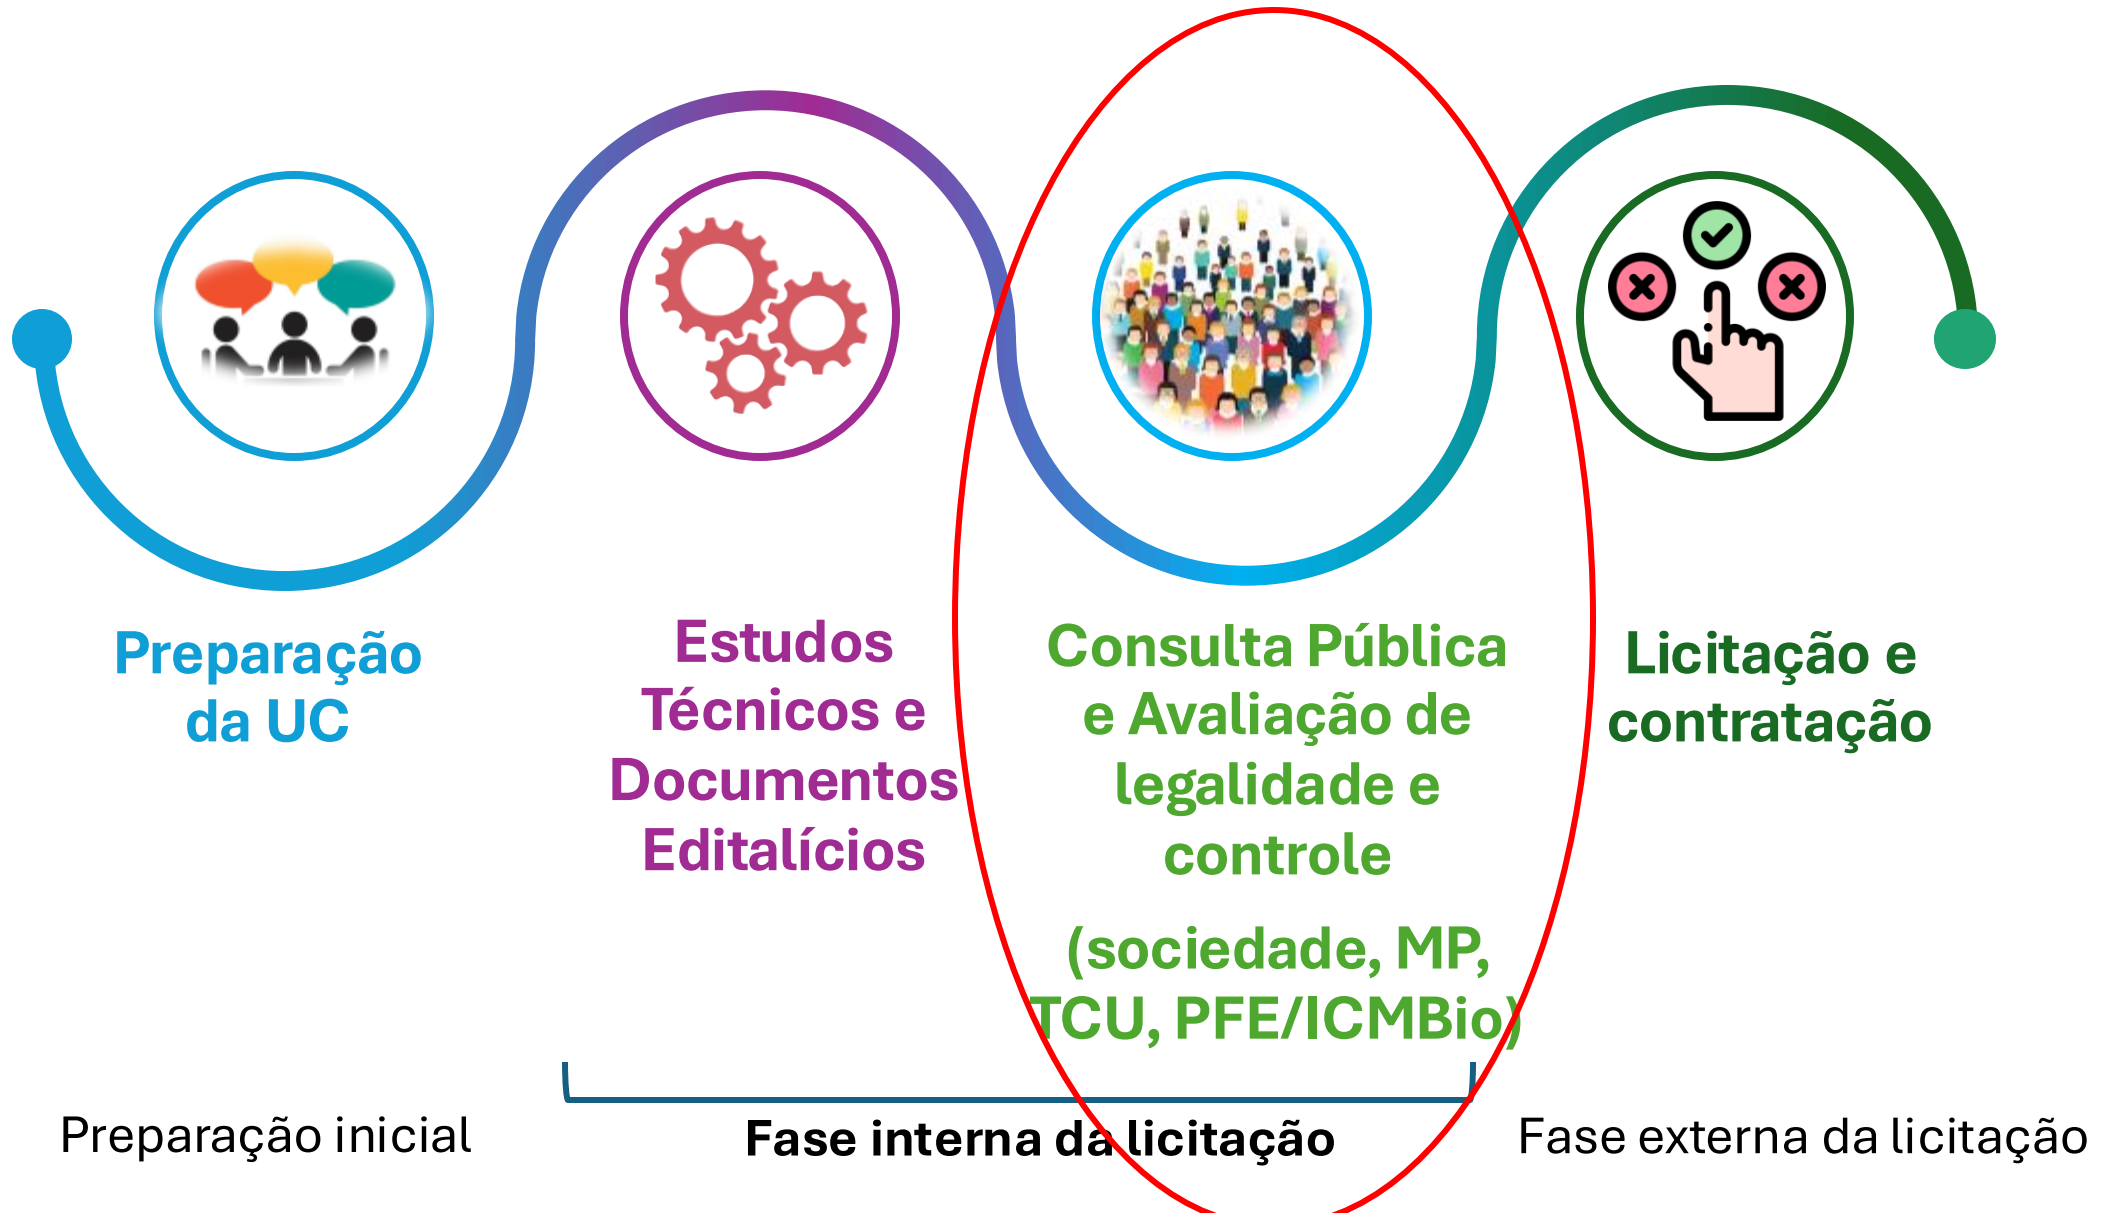 Preparação
da UC
Estudos
Técnicos e
Documentos
Editalícios
Consulta Pública
e Avaliação de
legalidade e
controle
(sociedade, MP,
TCU, PFE/ICMBio)
Licitação e
contratação
Preparação inicial
Fase interna da licitação
Fase externa da licitação